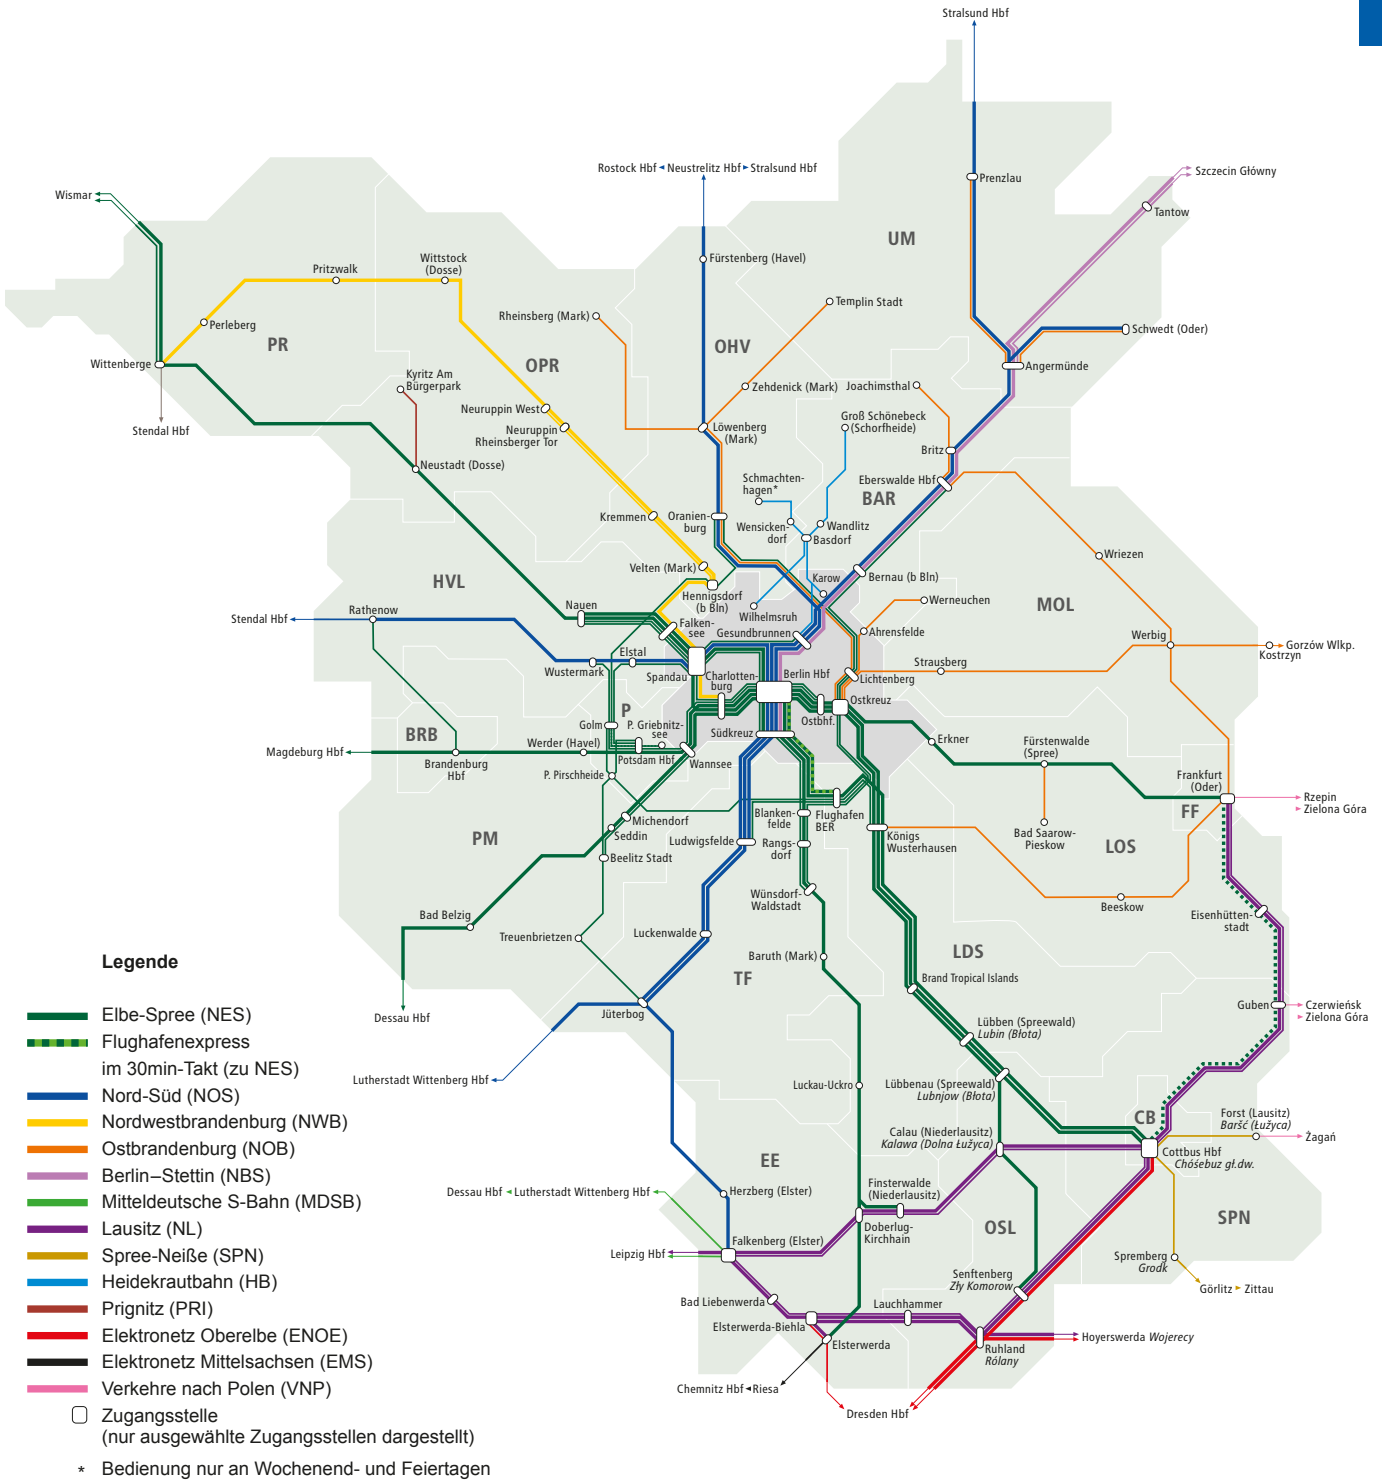 Stralsund Hbf
Rostock Hbf Neustrelitz Hbf Stralsund Hbf
Szczecin Główny
Prenzlau
Wismar
Tantow
UM
Wittstock
(Dosse)
Pritzwalk
Fürstenberg (Havel)
Templin Stadt
Rheinsberg (Mark)
Perleberg
Schwedt (Oder)
PR
OHV
OPR
Wittenberge
Angermünde
Kyritz Am
Bürgerpark
Zehdenick (Mark)
Joachimsthal
Neuruppin West
Groß Schönebeck
(Schorfheide)
Stendal Hbf
Neuruppin
Rheinsberger Tor
Löwenberg
(Mark)
Britz
Neustadt (Dosse)
Eberswalde Hbf
Schmachten-
hagen*
BAR
Kremmen
Oranien-
burg
Wensicken-
dorf
Wandlitz
Basdorf
Wriezen
Velten (Mark)
Karow
Bernau (b Bln)
HVL
Hennigsdorf
(b Bln)
Werneuchen
MOL
Stendal Hbf
Rathenow
Nauen
Falken-
see
Wilhelmsruh
Gesundbrunnen
Ahrensfelde
Werbig
Gorzów Wlkp.
Kostrzyn
Elstal
Wustermark
Spandau
Charlotten-
burg
Berlin Hbf
Strausberg
Lichtenberg
Ostkreuz
P
Golm
P. Griebnitz-
see
Südkreuz
Ostbhf.
BRB
Magdeburg Hbf
Brandenburg
Hbf
Werder (Havel)
Potsdam Hbf
Wannsee
Erkner
Fürstenwalde
(Spree)
P. Pirschheide
Frankfurt
(Oder)
Rzepin
Zielona Góra
FF
Michendorf
Seddin
Blanken-
felde
Flughafen
BER
Bad Saarow-
Pieskow
PM
Ludwigsfelde
Rangs-
dorf
Königs
Wusterhausen
LOS
Beelitz Stadt
Wünsdorf-
Waldstadt
Beeskow
Bad Belzig
Eisenhütten-
stadt
Treuenbrietzen
Luckenwalde
Baruth (Mark)
LDS
TF
Brand Tropical Islands
Dessau Hbf
Jüterbog
Guben
Czerwieńsk
Zielona Góra
Lübben (Spreewald)
Lubin (Błota)
Lutherstadt Wittenberg Hbf
Luckau-Uckro
Lübbenau (Spreewald)
Lubnjow (Błota)
CB
Forst (Lausitz)
Baršć (Łužyca)
Żagań
Calau (Niederlausitz)
Kalawa (Dolna Łużyca)
Cottbus Hbf
Chóśebuz gł.dw.
EE
Finsterwalde
(Niederlausitz)
Dessau Hbf Lutherstadt Wittenberg Hbf
Herzberg (Elster)
Doberlug-
Kirchhain
OSL
SPN
Leipzig Hbf
Falkenberg (Elster)
Spremberg
Grodk
Senftenberg
Zły Komorow
Görlitz Zittau
Bad Liebenwerda
Lauchhammer
Elsterwerda-Biehla
Elsterwerda
Ruhland
Rólany
Hoyerswerda Wojerecy
Chemnitz Hbf Riesa
Dresden Hbf
Legende
Elbe-Spree (NES)
Flughafenexpress
im 30min-Takt (zu NES)
Nord-Süd (NOS)
Nordwestbrandenburg (NWB)
Ostbrandenburg (NOB)
Berlin–Stettin (NBS)
Mitteldeutsche S-Bahn (MDSB)
Lausitz (NL)
Spree-Neiße (SPN)
Heidekrautbahn (HB)
Prignitz (PRI)
Elektronetz Oberelbe (ENOE)
Elektronetz Mittelsachsen (EMS)
Verkehre nach Polen (VNP)
Zugangsstelle
(nur ausgewählte Zugangsstellen dargestellt)
* Bedienung nur an Wochenend- und Feiertagen